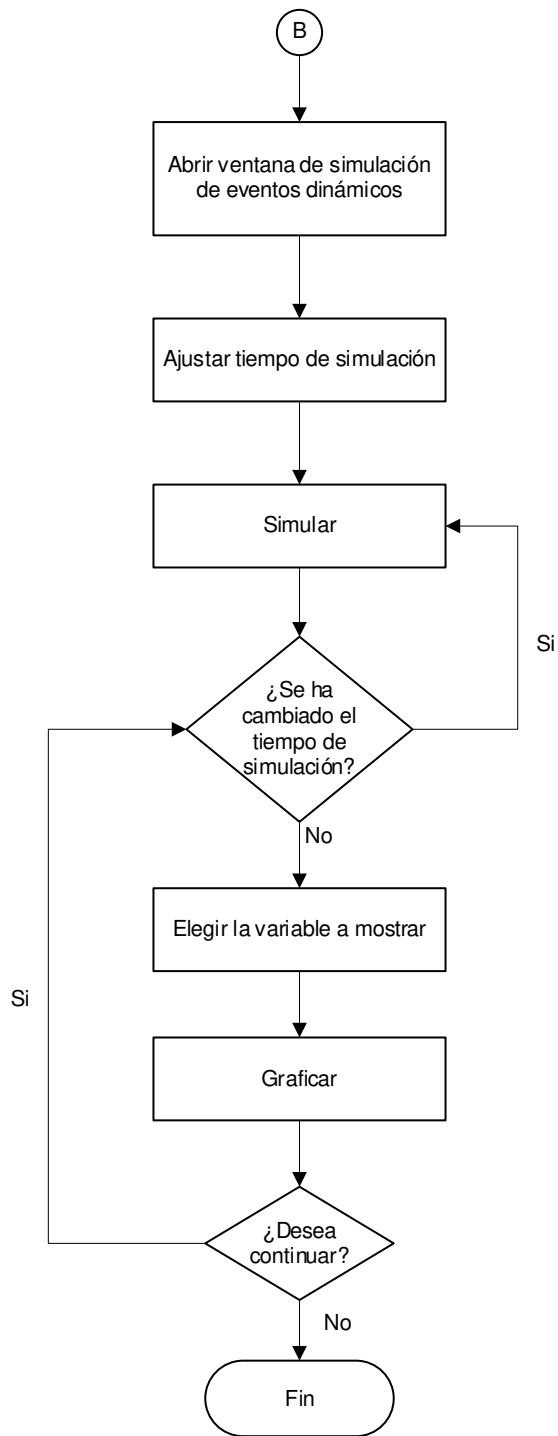 B
Abrir ventana de simulación
de eventos dinámicos
Ajustar tiempo de simulación
Simular
Si
¿Se ha
cambiado el
tiempo de
simulación?
No
Elegir la variable a mostrar
Si
Graficar
¿Desea
continuar?
No
Fin